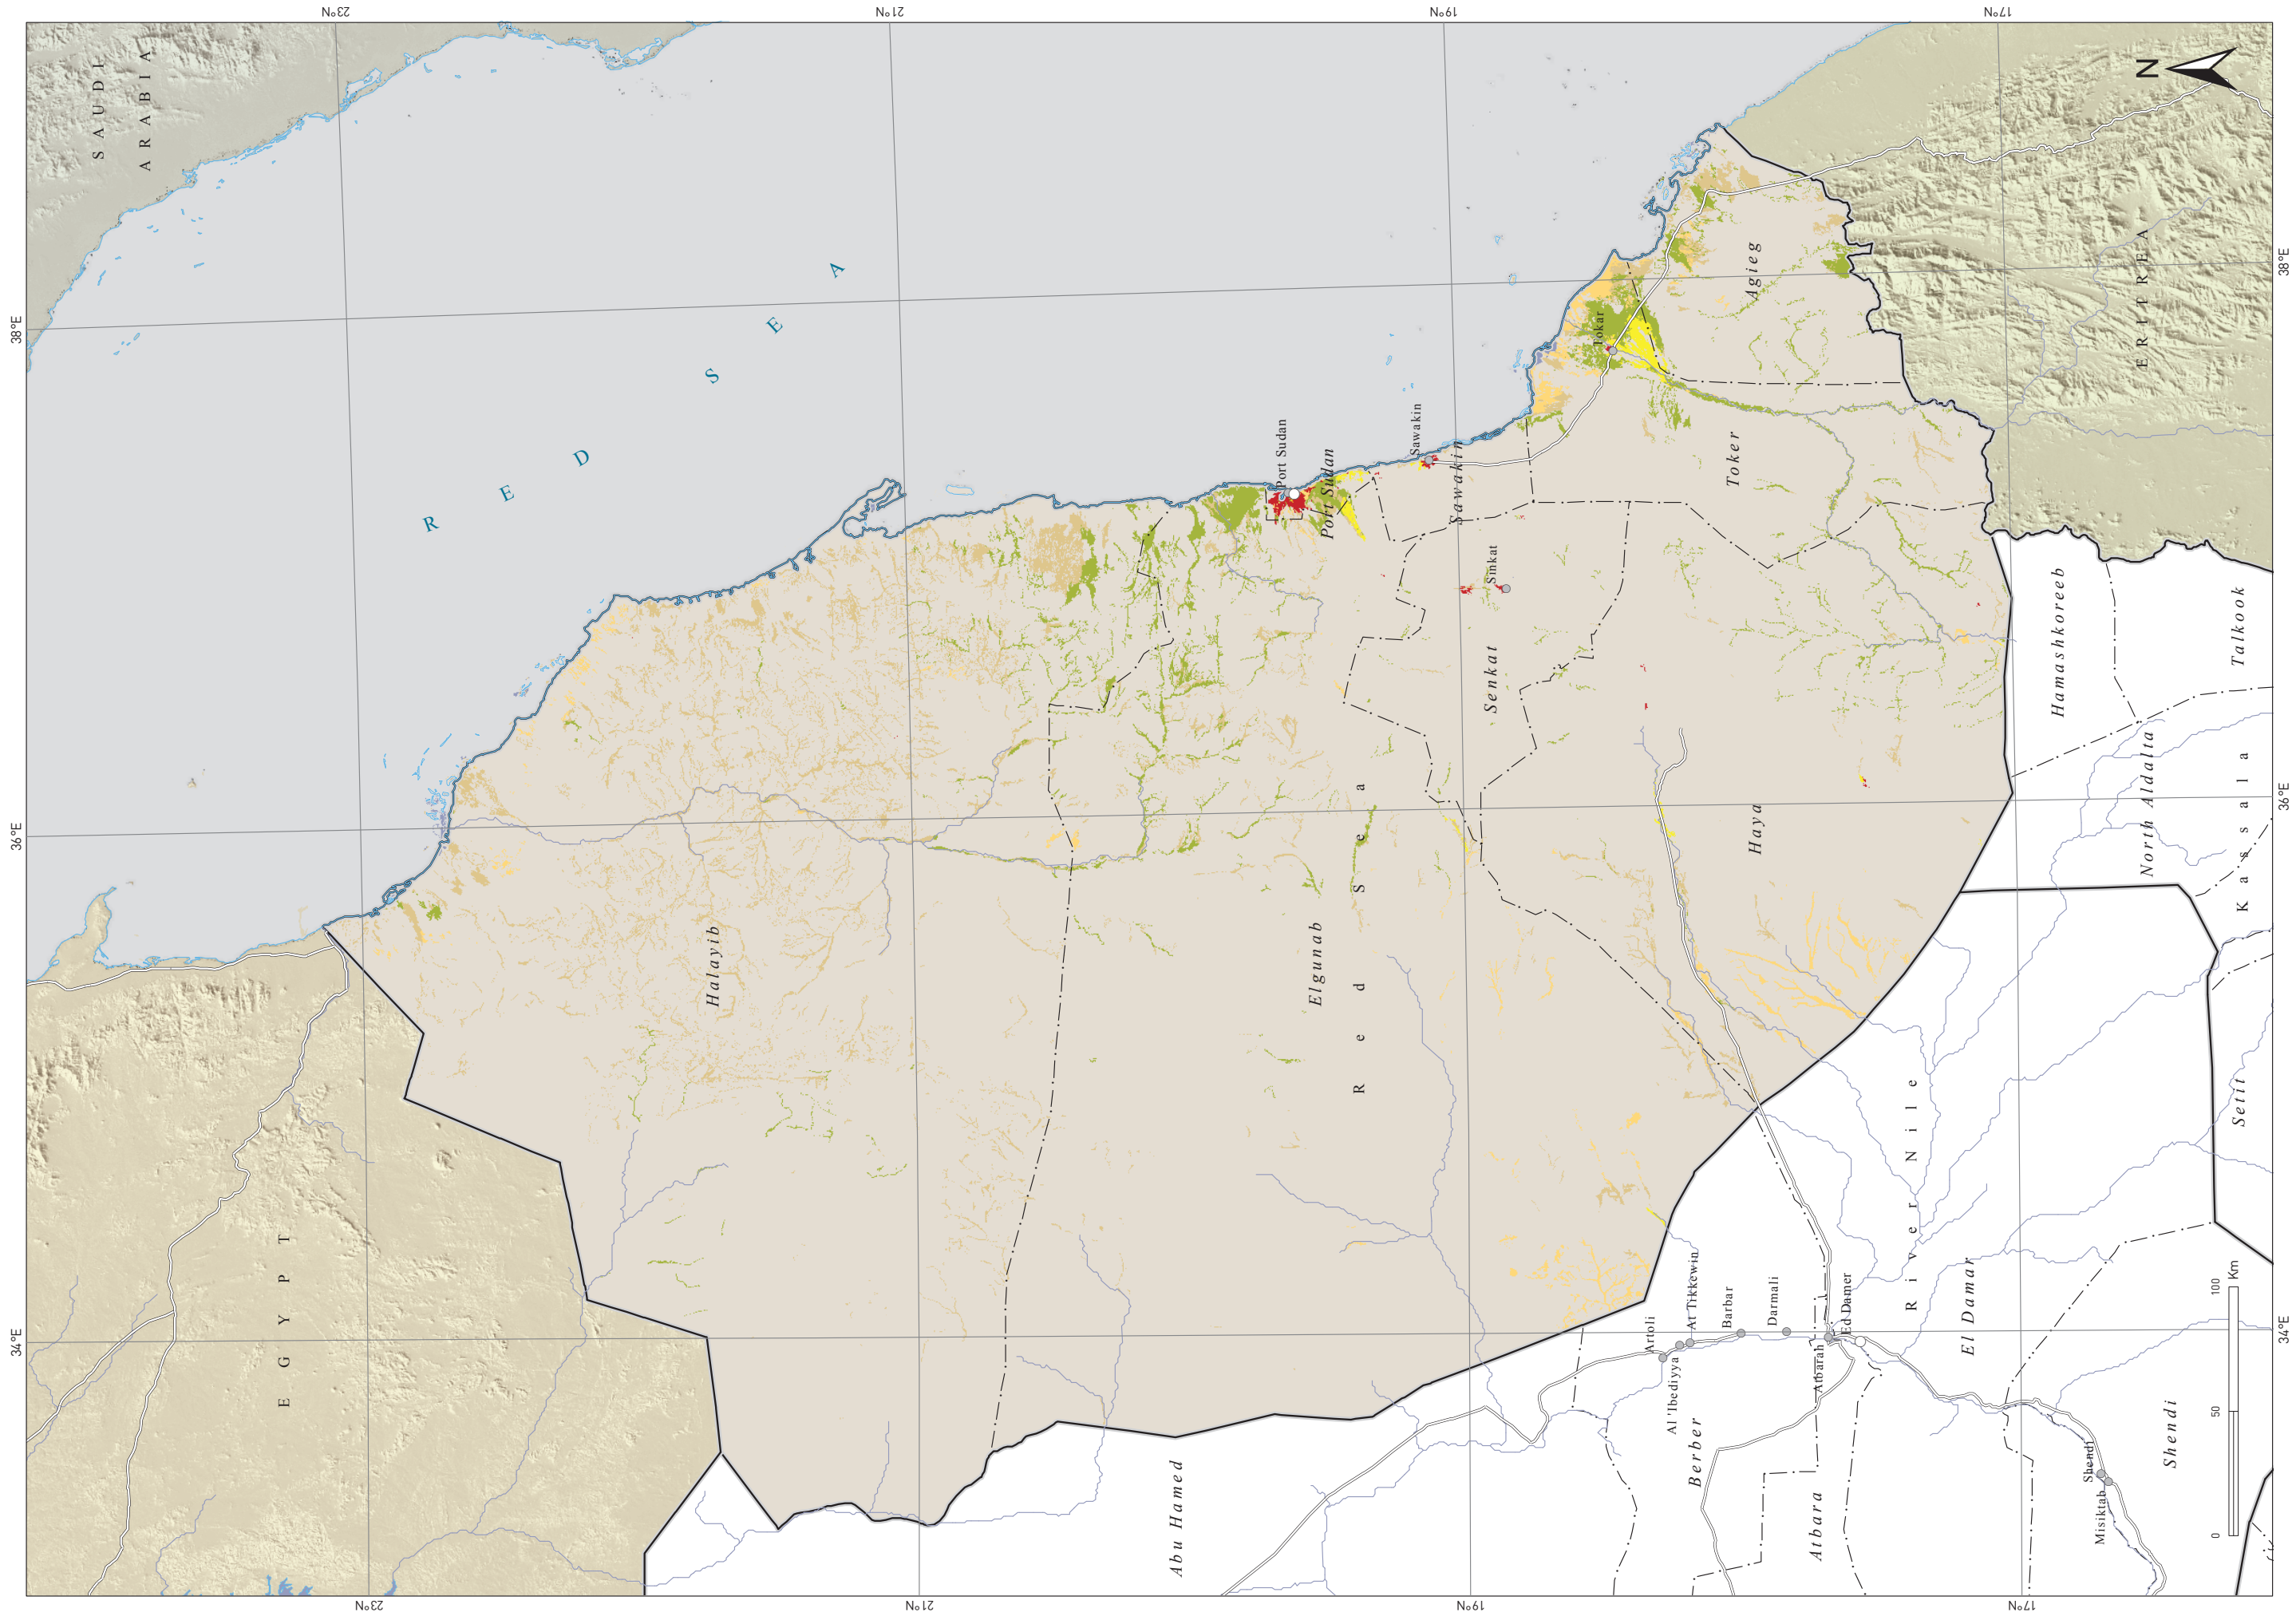 23°N
21°N
19°N
17°N
SAUDI
ARABIA
N
38°E
38°E
RED SEA
ERITREA
Agieg
Tokar
Toker
Port Sudan
Port Sudan
Sawakin
Sawakin
Sinkat
Senkat
Hamashkoreb
Talkook
36°E
36°E
Halayib
Elgunab
Red Sea
Haya
North Aldalta
Kassala
Setit
River Nile
EGYPT
34°E
34°E
Artoli
Al 'Ibediyya
At Tikkewin
Barbar
Darmali
Ed Damer
Atbarah
El Damar
Abu Hamed
Berber
Atbara
Shendi
Misiktab
Shendi
0
50
100
Km
23°N
21°N
19°N
17°N